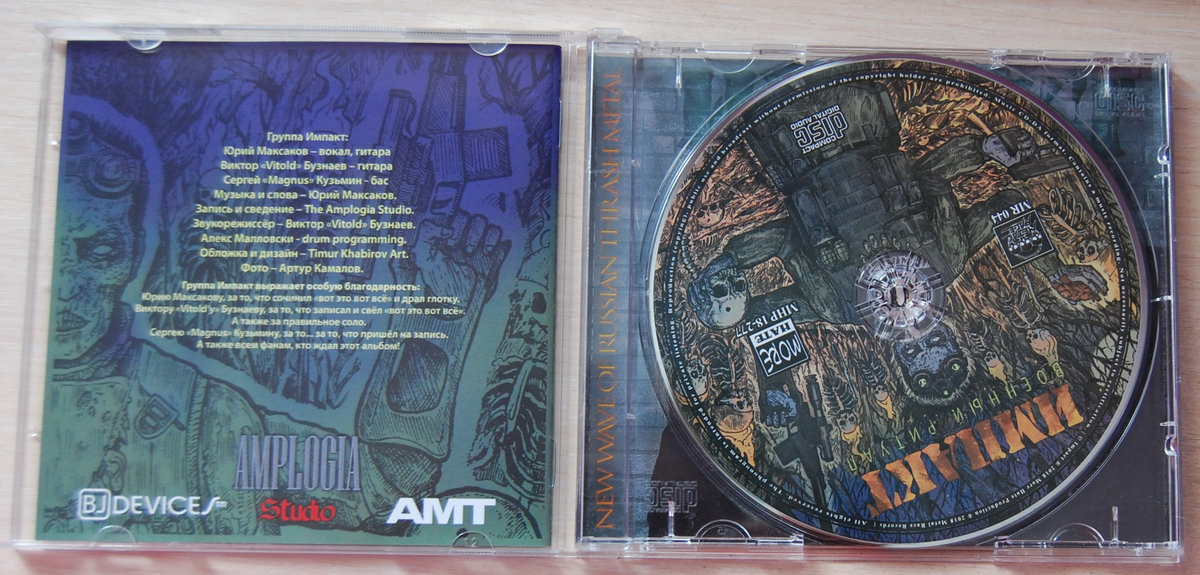 Группа Импакт:
Юрий Максаков – вокал, гитара
Виктор «Vitold» Бузнаев – гитара
Сергей «Magnus» Кузьмин - бас
Музыка и слова – Юрий Максаков.
Запись и сведение – The Amplogia Studio.
Звукорежиссёр – Виктор «Vitold» Бузнаев.
Алекс Малловски - drum programming.
Обложка и дизайн – Timur Khabirov Art.
Фото – Артур Камалов.
Группа Импакт выражает особую благодарность:
Юрию Максакову, за то, что сочинил «вот это вот всё» и драл глотку.
Виктору «Vitold'у» Бузнаеву, за то, что записал и свёл «вот это вот всё».
А также за правильное соло.
Сергею «Magnus» Кузьмину, за то... за то, что пришёл на запись.
А также всем фанам, кто ждал этот альбом!
AMPLOGIA
Studio
BJ DEVICES tm
AMT
12
NEW WAVE OF RUSSIAN THRASH METAL
COMPACT
disc
DIGITAL AUDIO
MR 044
MORE
HATE
MHP 18-277
ИМПАКТ
ВОЕННЫЙ РИТУАЛ
disc